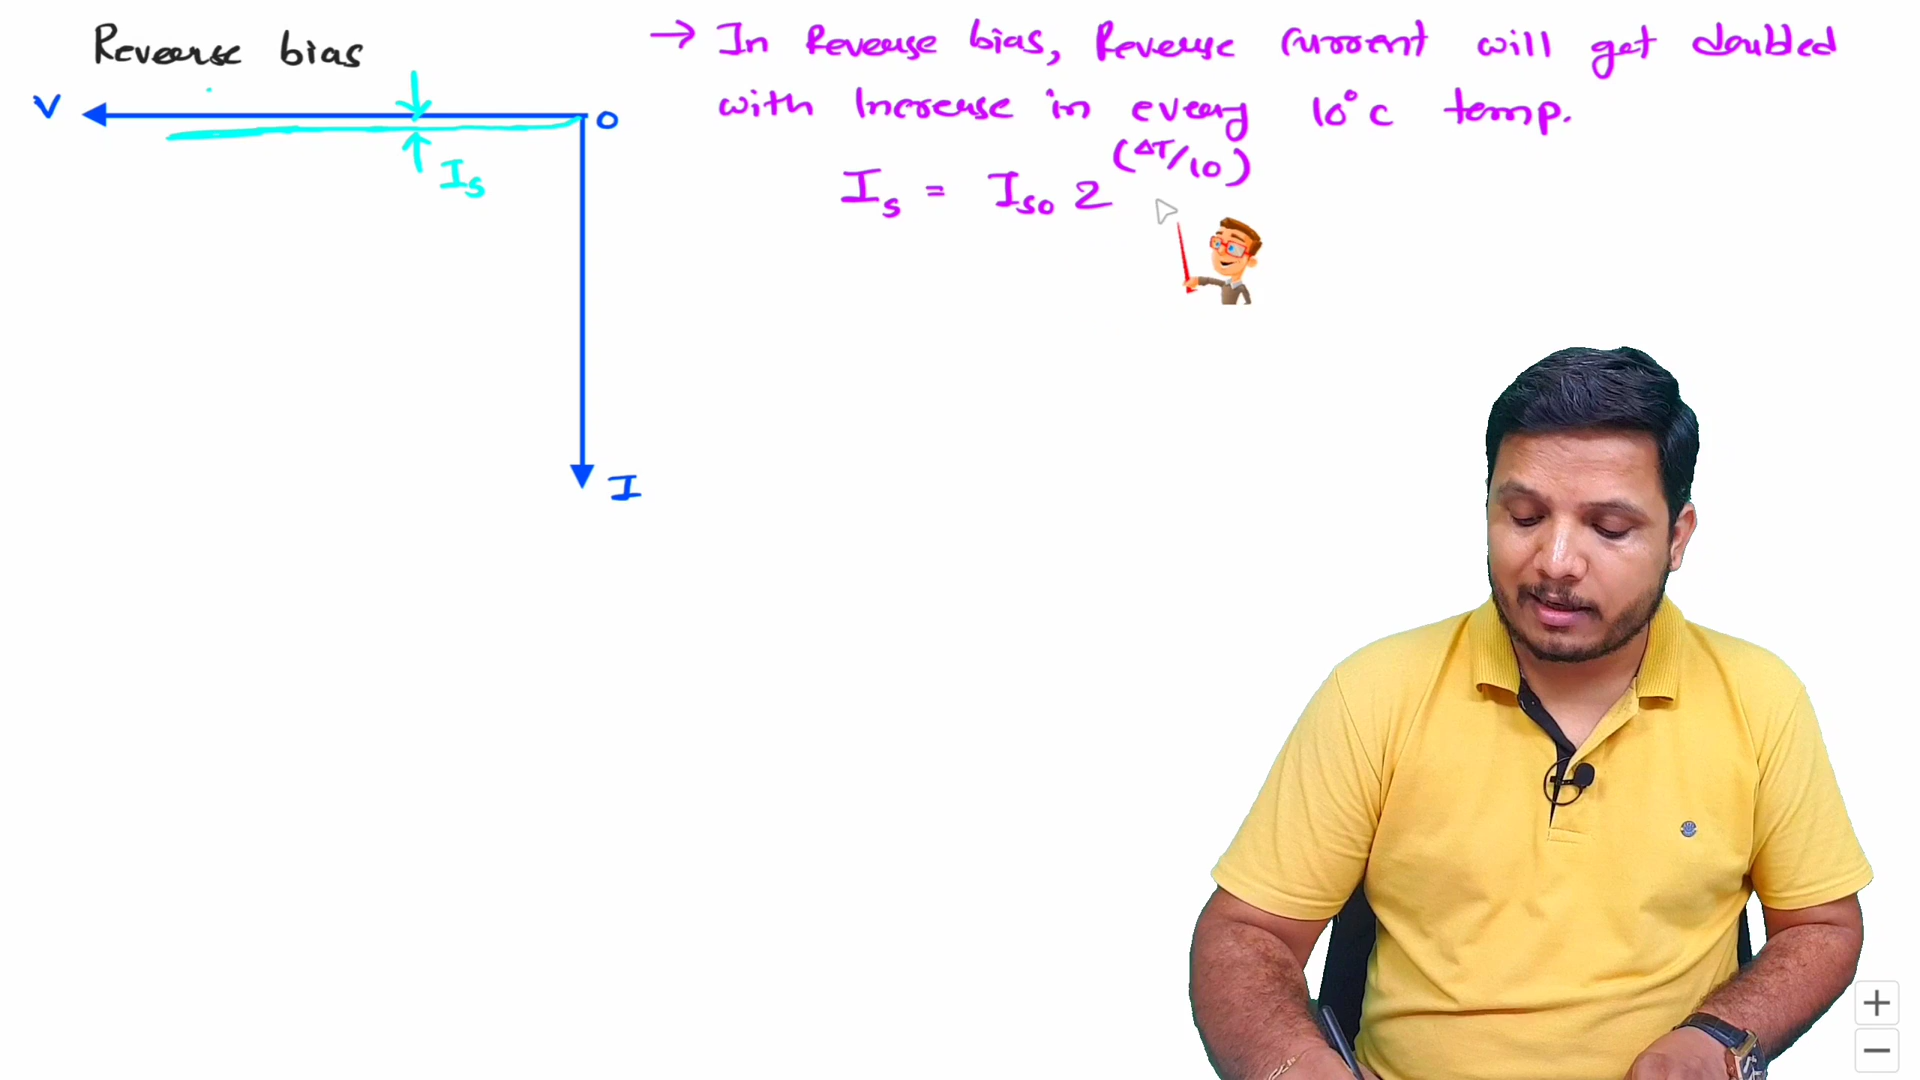 Reverse bias
V
O
Is
I
→ In Reverse bias, Reverse Current will get doubled
with Increase in every 10°C temp.
Is = Iso 2^(ΔT/10)